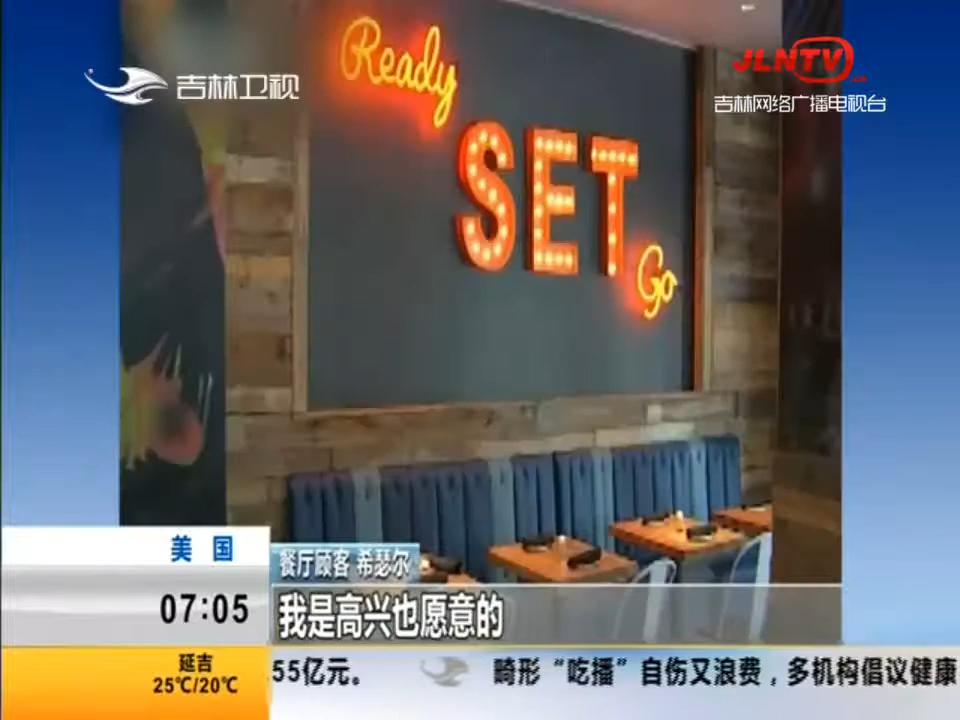 吉林卫视
JLNTV
吉林网络广播电视台
Ready
SET
Go
美 国
餐厅顾客 希瑟尔
07:05
我是高兴也愿意的
延吉
25℃/20℃
55亿元。
畸形“吃播”自伤又浪费，多机构倡议健康